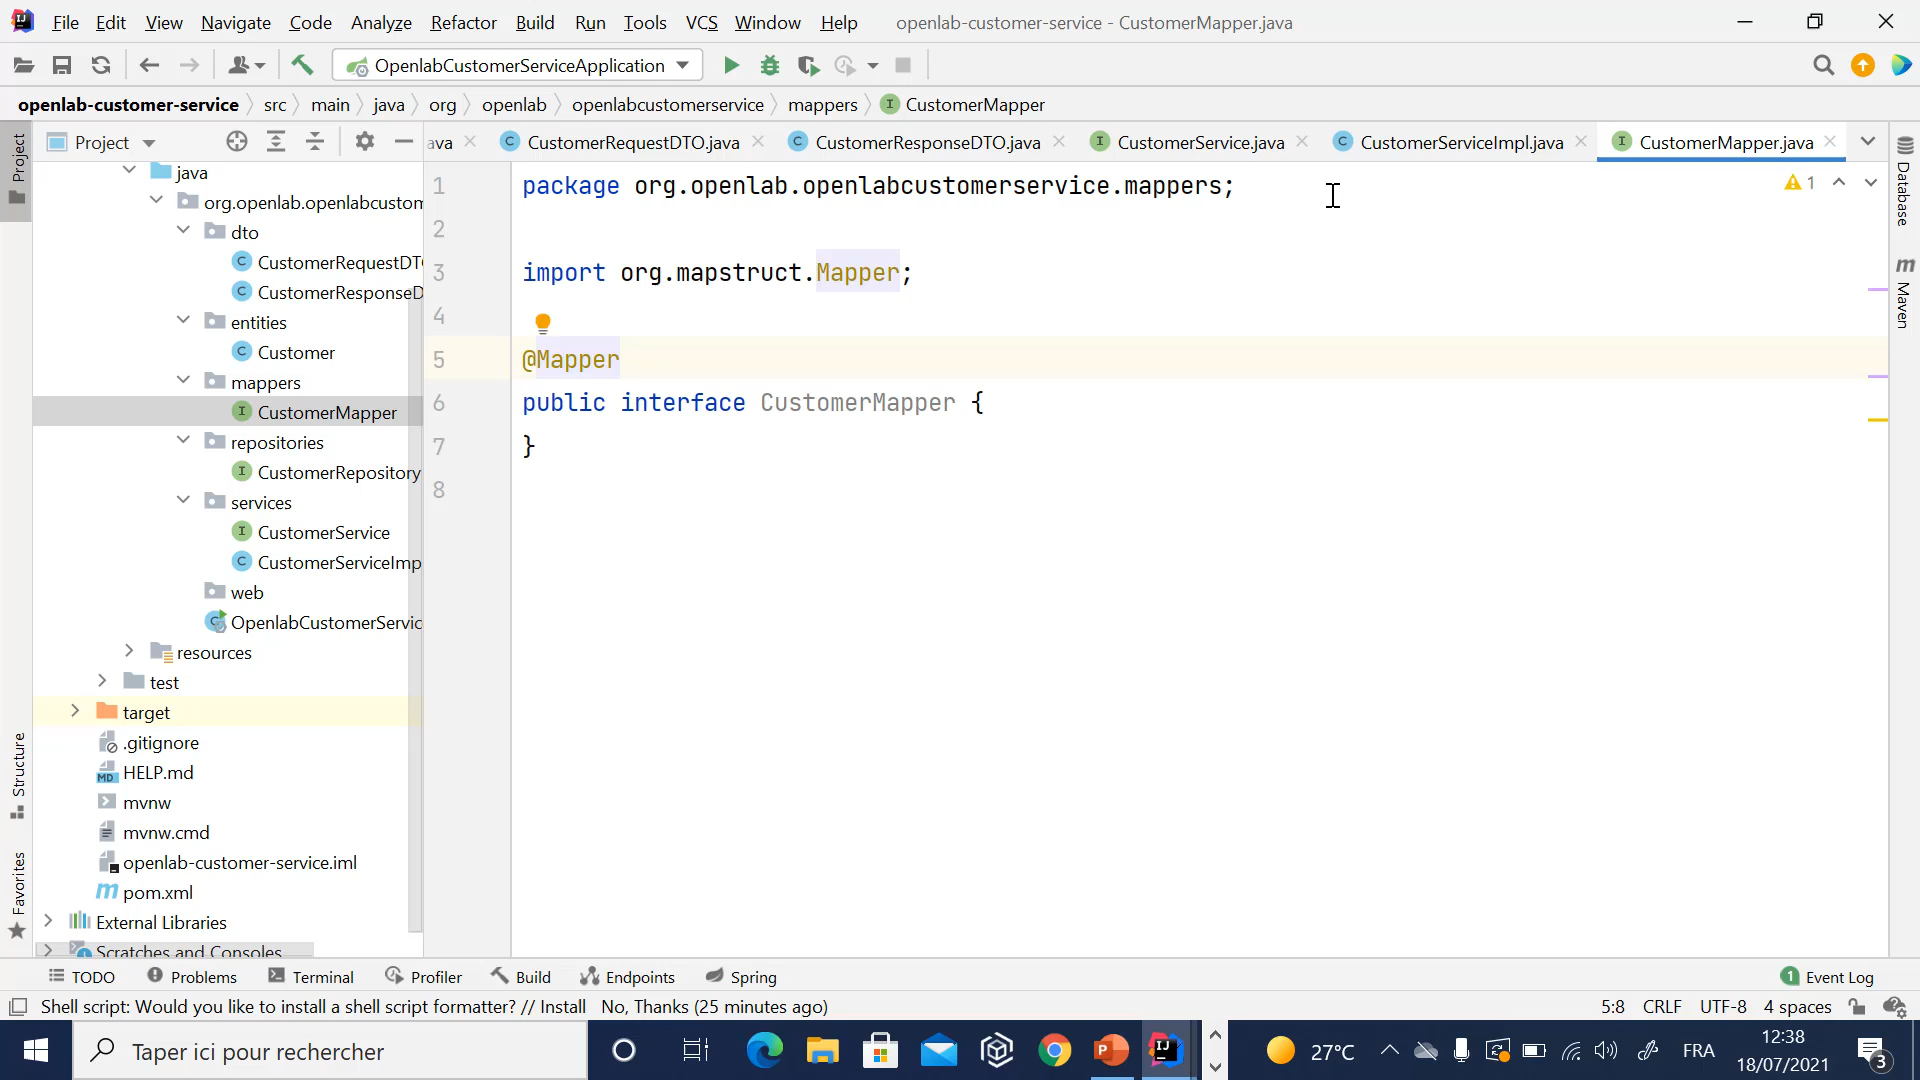 File Edit View Navigate Code Analyze Refactor Build Run Tools VCS Window Help openlab-customer-service - CustomerMapper.java
OpenlabCustomerServiceApplication
openlab-customer-service src main java org openlab openlabcustomerservice mappers CustomerMapper
Project
ava CustomerRequestDTO.java CustomerResponseDTO.java CustomerService.java CustomerServiceImpl.java CustomerMapper.java
Project
Structure
Favorites
java
org.openlab.openlabcustom
dto
CustomerRequestDT
CustomerResponseD
entities
Customer
mappers
CustomerMapper
repositories
CustomerRepository
services
CustomerService
CustomerServiceImp
web
OpenlabCustomerServic
resources
test
target
.gitignore
HELP.md
mvnw
mvnw.cmd
openlab-customer-service.iml
pom.xml
External Libraries
Scratches and Consoles
1 package org.openlab.openlabcustomerservice.mappers;
2
3 import org.mapstruct.Mapper;
4
5 @Mapper
6 public interface CustomerMapper {
7 }
8
1
Database
Maven
TODO Problems Terminal Profiler Build Endpoints Spring 1 Event Log
Shell script: Would you like to install a shell script formatter? // Install No, Thanks (25 minutes ago) 5:8 CRLF UTF-8 4 spaces
Taper ici pour rechercher
27°C
FRA
12:38
18/07/2021
3